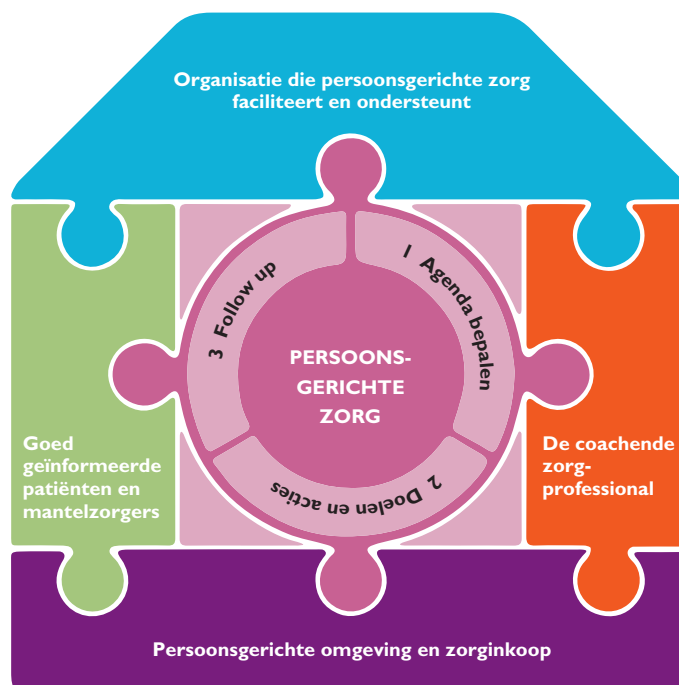 Organisatie die persoonsgerichte zorg
faciliteert en ondersteunt
1 Agenda bepalen
2 Doelen en acties
3 Follow up
PERSOONS-
GERICHTE
ZORG
Goed
geïnformeerde
patiënten en
mantelzorgers
De coachende
zorg-
professional
Persoonsgerichte omgeving en zorginkoop